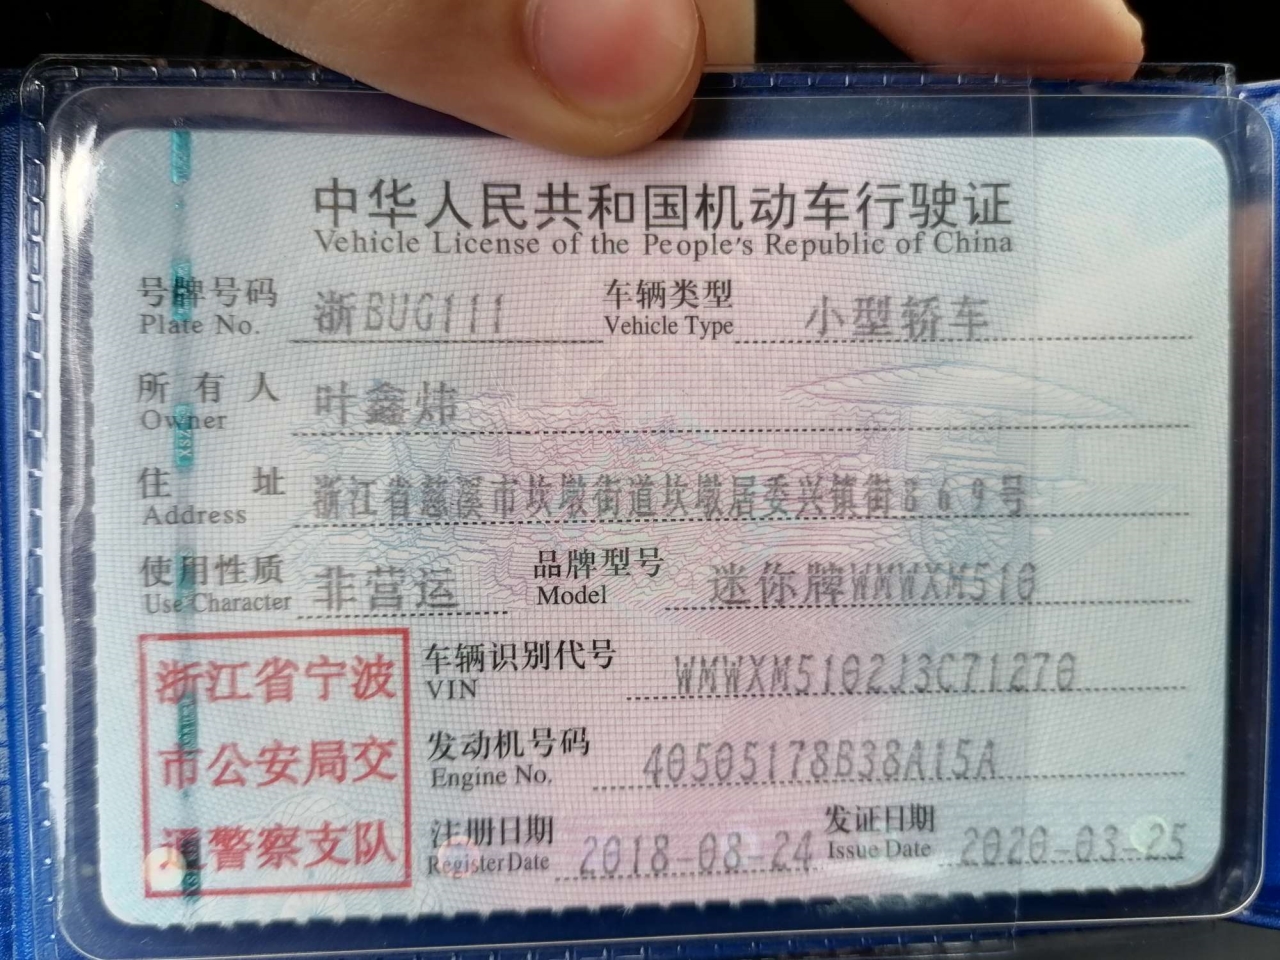 中华人民共和国机动车行驶证
Vehicle License of the People's Republic of China
号牌号码 浙BUG111 车辆类型 小型轿车
Plate No. Vehicle Type
所有人 叶鑫炜
Owner
住址 浙江省慈溪市坎墩街道坎墩居委兴镇街869号
Address
使用性质 非营运 品牌型号 迷你牌WMWXM510
Use Character Model
浙江省宁波
市公安局交
通警察支队
车辆识别代号 WMWXM5102J3C71270
VIN
发动机号码 40505178B38A15A
Engine No.
注册日期 2018-08-24 发证日期 2020-03-25
Register Date Issue Date